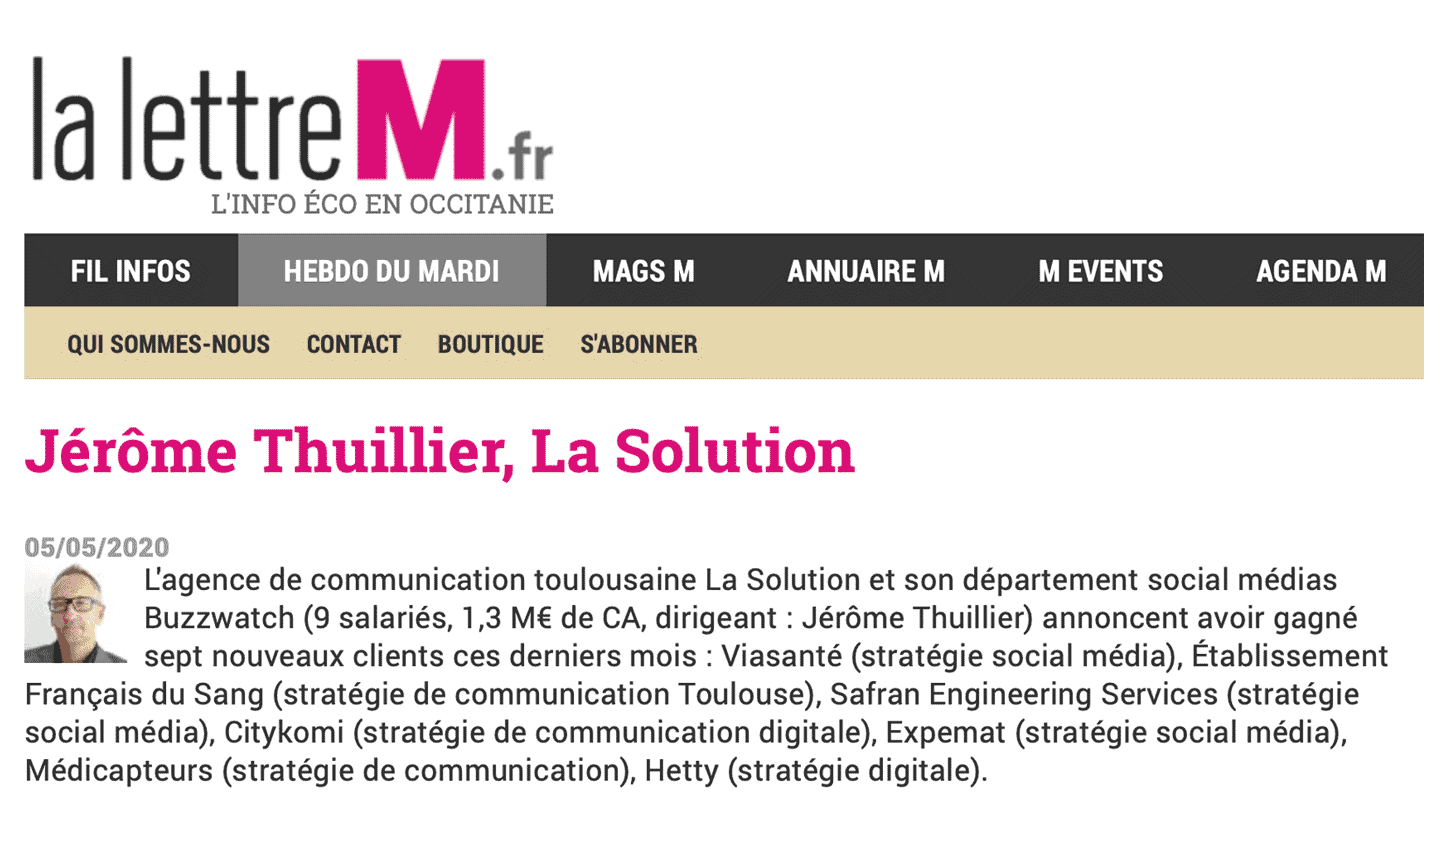 la lettre M.fr
L'INFO ÉCO EN OCCITANIE
FIL INFOS HEBDO DU MARDI MAGS M ANNUAIRE M M EVENTS AGENDA M
QUI SOMMES-NOUS CONTACT BOUTIQUE S'ABONNER
Jérôme Thuillier, La Solution
05/05/2020
L'agence de communication toulousaine La Solution et son département social médias
Buzzwatch (9 salariés, 1,3 M€ de CA, dirigeant : Jérôme Thuillier) annoncent avoir gagné
sept nouveaux clients ces derniers mois : Viasanté (stratégie social média), Établissement
Français du Sang (stratégie de communication Toulouse), Safran Engineering Services (stratégie
social média), Citykomi (stratégie de communication digitale), Expemat (stratégie social média),
Médicapteurs (stratégie de communication), Hetty (stratégie digitale).